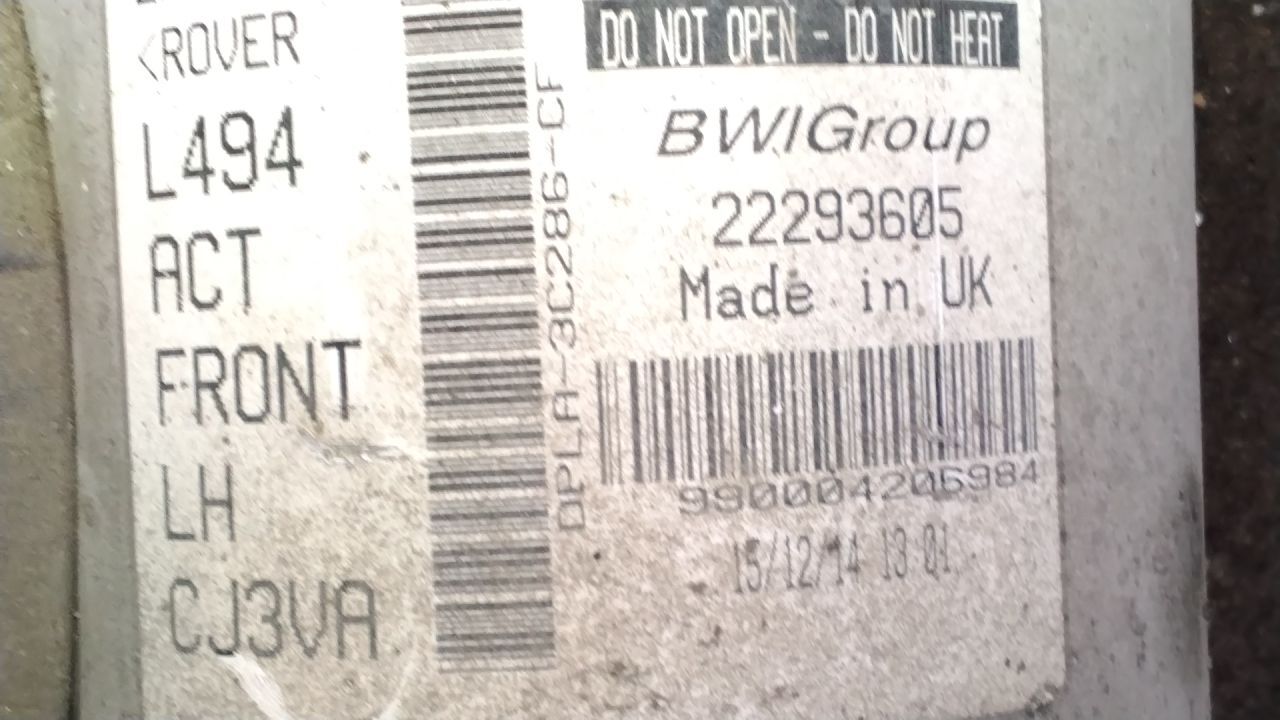 <ROVER
L494
ACT
FRONT
LH
CJ3VA
DPLA-3C286-CF
DO NOT OPEN - DO NOT HEAT
BWIGroup
22293605
Made in UK
990004206984
15/12/14 13:01